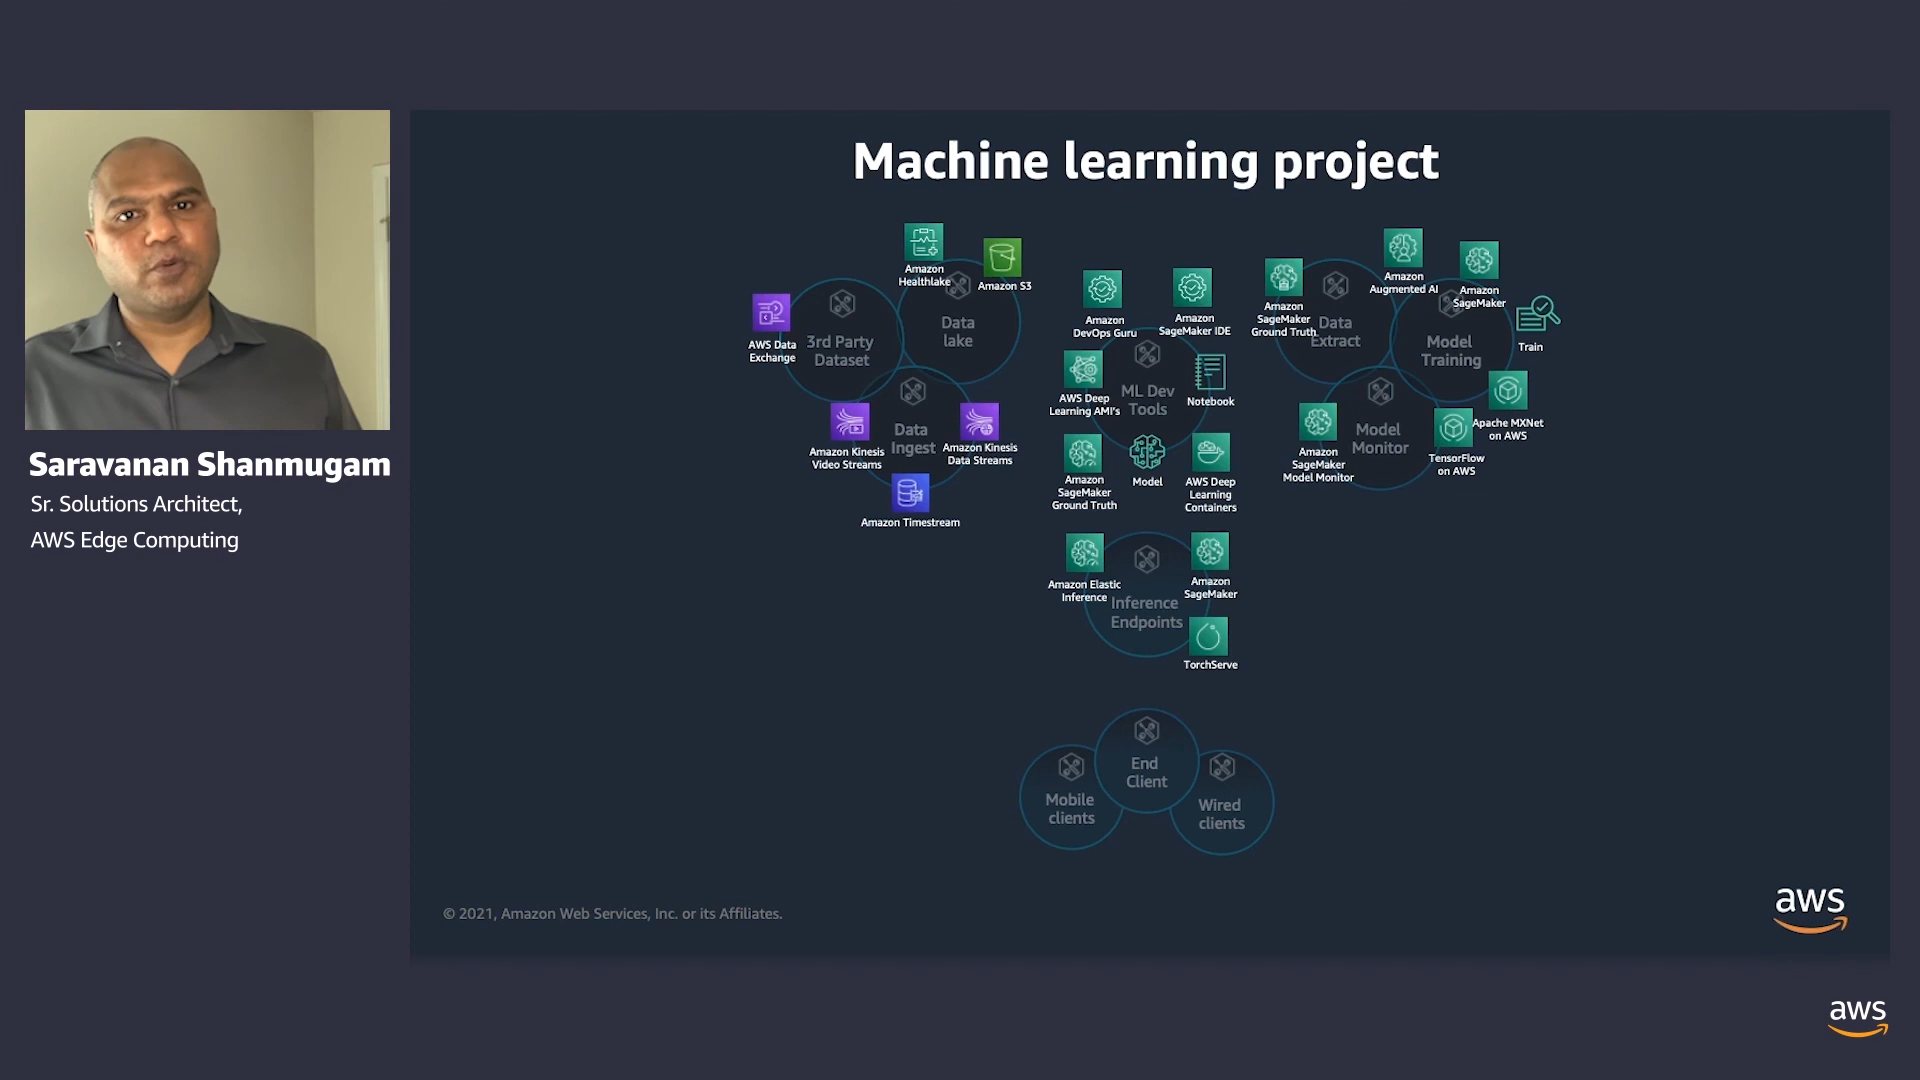 Machine learning project
Saravanan Shanmugam
Sr. Solutions Architect,
AWS Edge Computing
AWS Data
Exchange
3rd Party
Dataset
Amazon
Healthlake
Amazon S3
Data
lake
Data
Ingest
Amazon Kinesis
Video Streams
Amazon Kinesis
Data Streams
Amazon Timestream
Amazon
DevOps Guru
Amazon
SageMaker IDE
AWS Deep
Learning AMI's
ML Dev
Tools
Notebook
Amazon
SageMaker
Ground Truth
Model
AWS Deep
Learning
Containers
Amazon
SageMaker
Ground Truth
Data
Extract
Amazon
Augmented AI
Amazon
SageMaker
Model
Training
Train
Amazon
SageMaker
Model Monitor
Model
Monitor
TensorFlow
on AWS
Apache MXNet
on AWS
Amazon Elastic
Inference
Amazon
SageMaker
Inference
Endpoints
TorchServe
End
Client
Mobile
clients
Wired
clients
© 2021, Amazon Web Services, Inc. or its Affiliates.
aws
aws